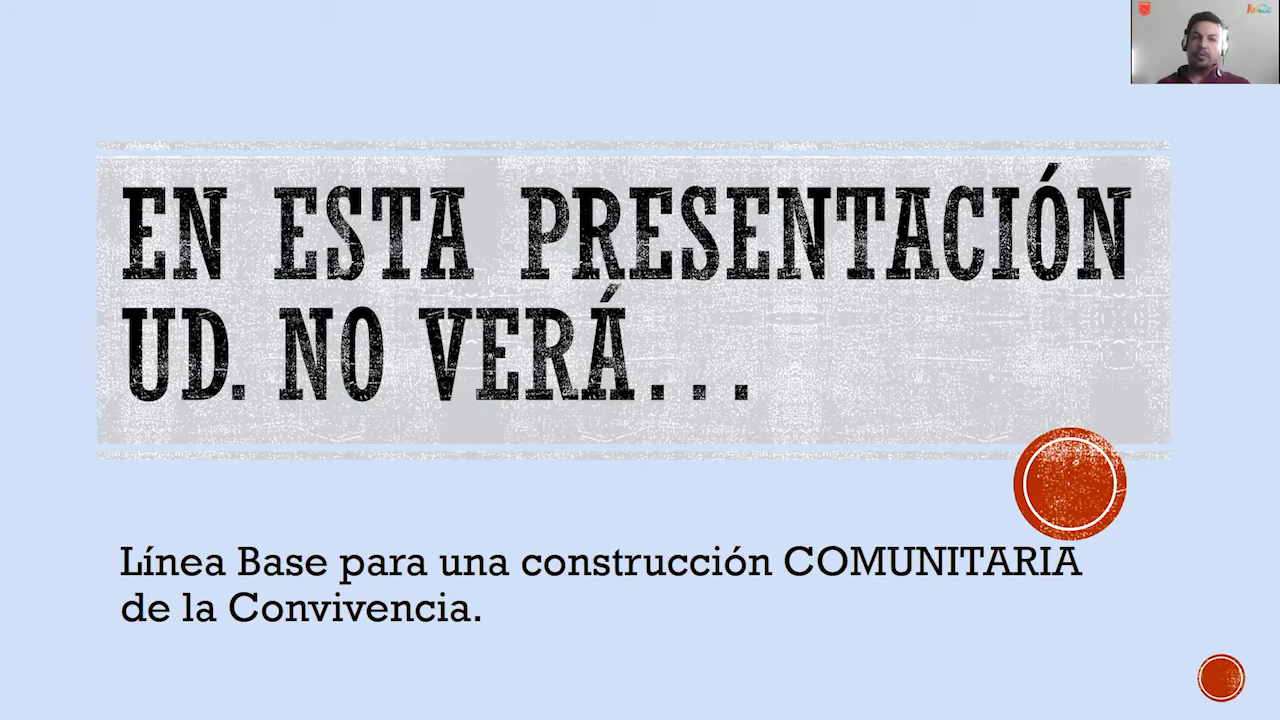 EN ESTA PRESENTACIÓN
UD. NO VERÁ...
Línea Base para una construcción COMUNITARIA
de la Convivencia.